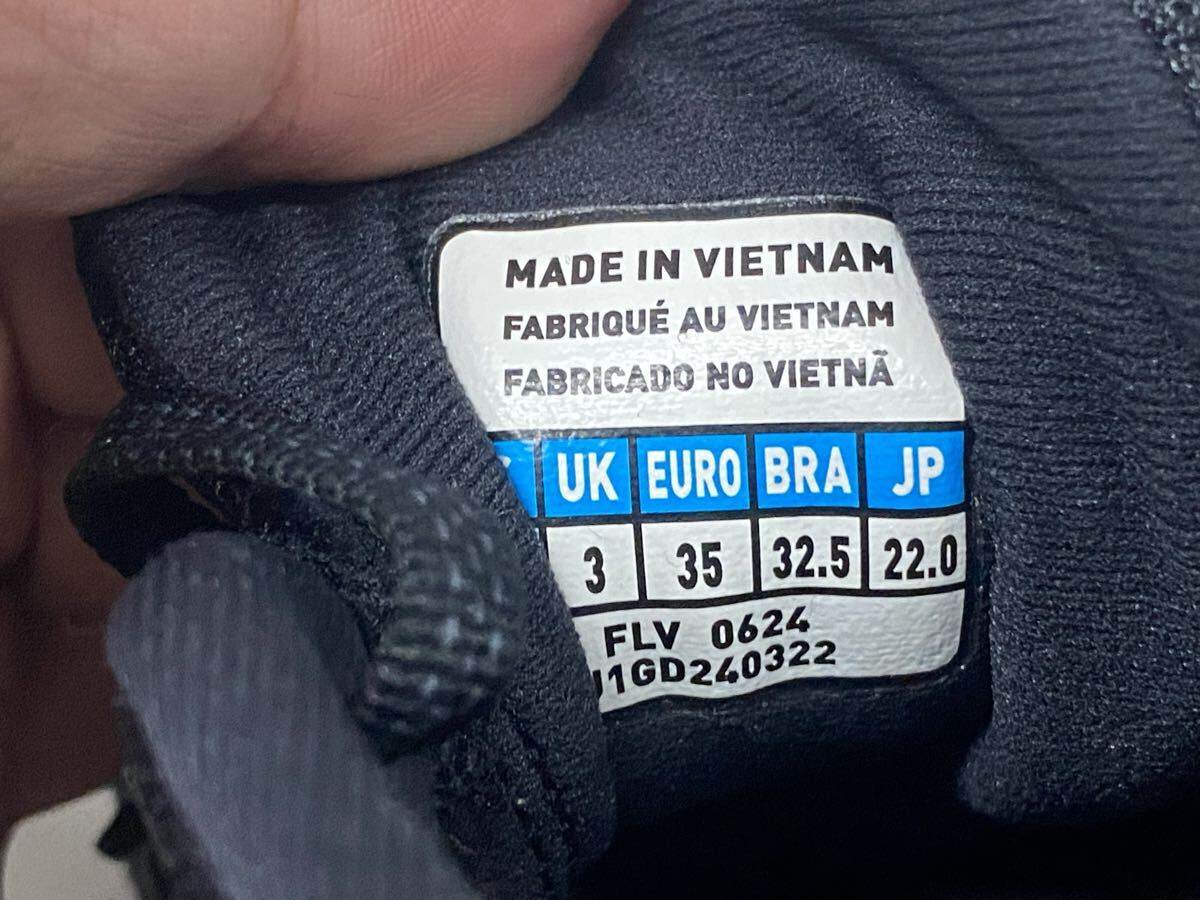 MADE IN VIETNAM
FABRIQUÉ AU VIETNAM
FABRICADO NO VIETNÃ
UK EURO BRA JP
3 35 32.5 22.0
FLV 0624
1GD240322